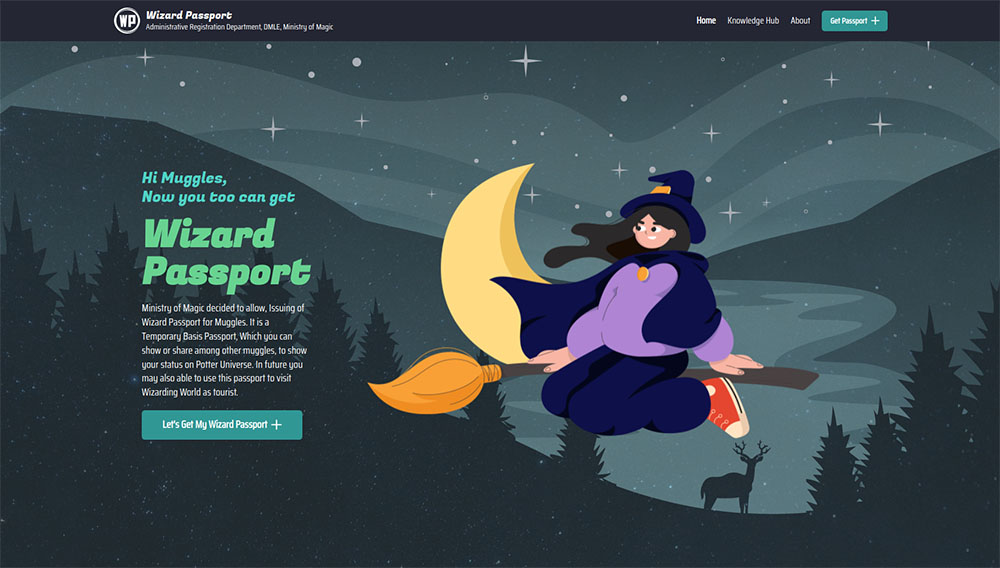 WP
Wizard Passport
Administrative Registration Department, DMLE, Ministry of Magic
Home Knowledge Hub About Get Passport +
Hi Muggles,
Now you too can get
Wizard
Passport
Ministry of Magic decided to allow, Issuing of
Wizard Passport for Muggles. It is a
Temporary Basis Passport, Which you can
show or share among other muggles, to show
your status on Potter Universe. In future you
may also able to use this passport to visit
Wizarding World as tourist.
Let's Get My Wizard Passport +